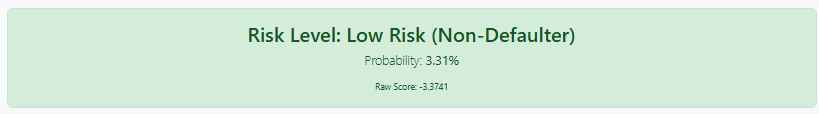 Risk Level: Low Risk (Non-Defaulter)
Probability: 3.31%
Raw Score: -3.3741